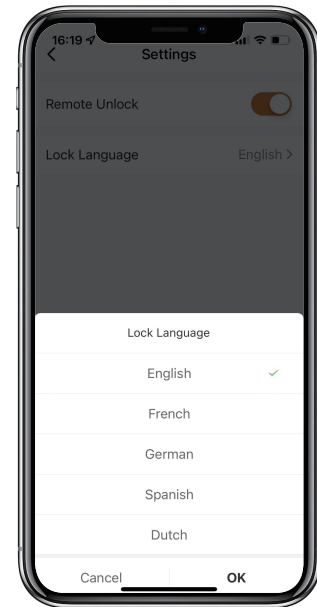 16:19
Settings
Remote Unlock
Lock Language English >
Lock Language
English
French
German
Spanish
Dutch
Cancel OK